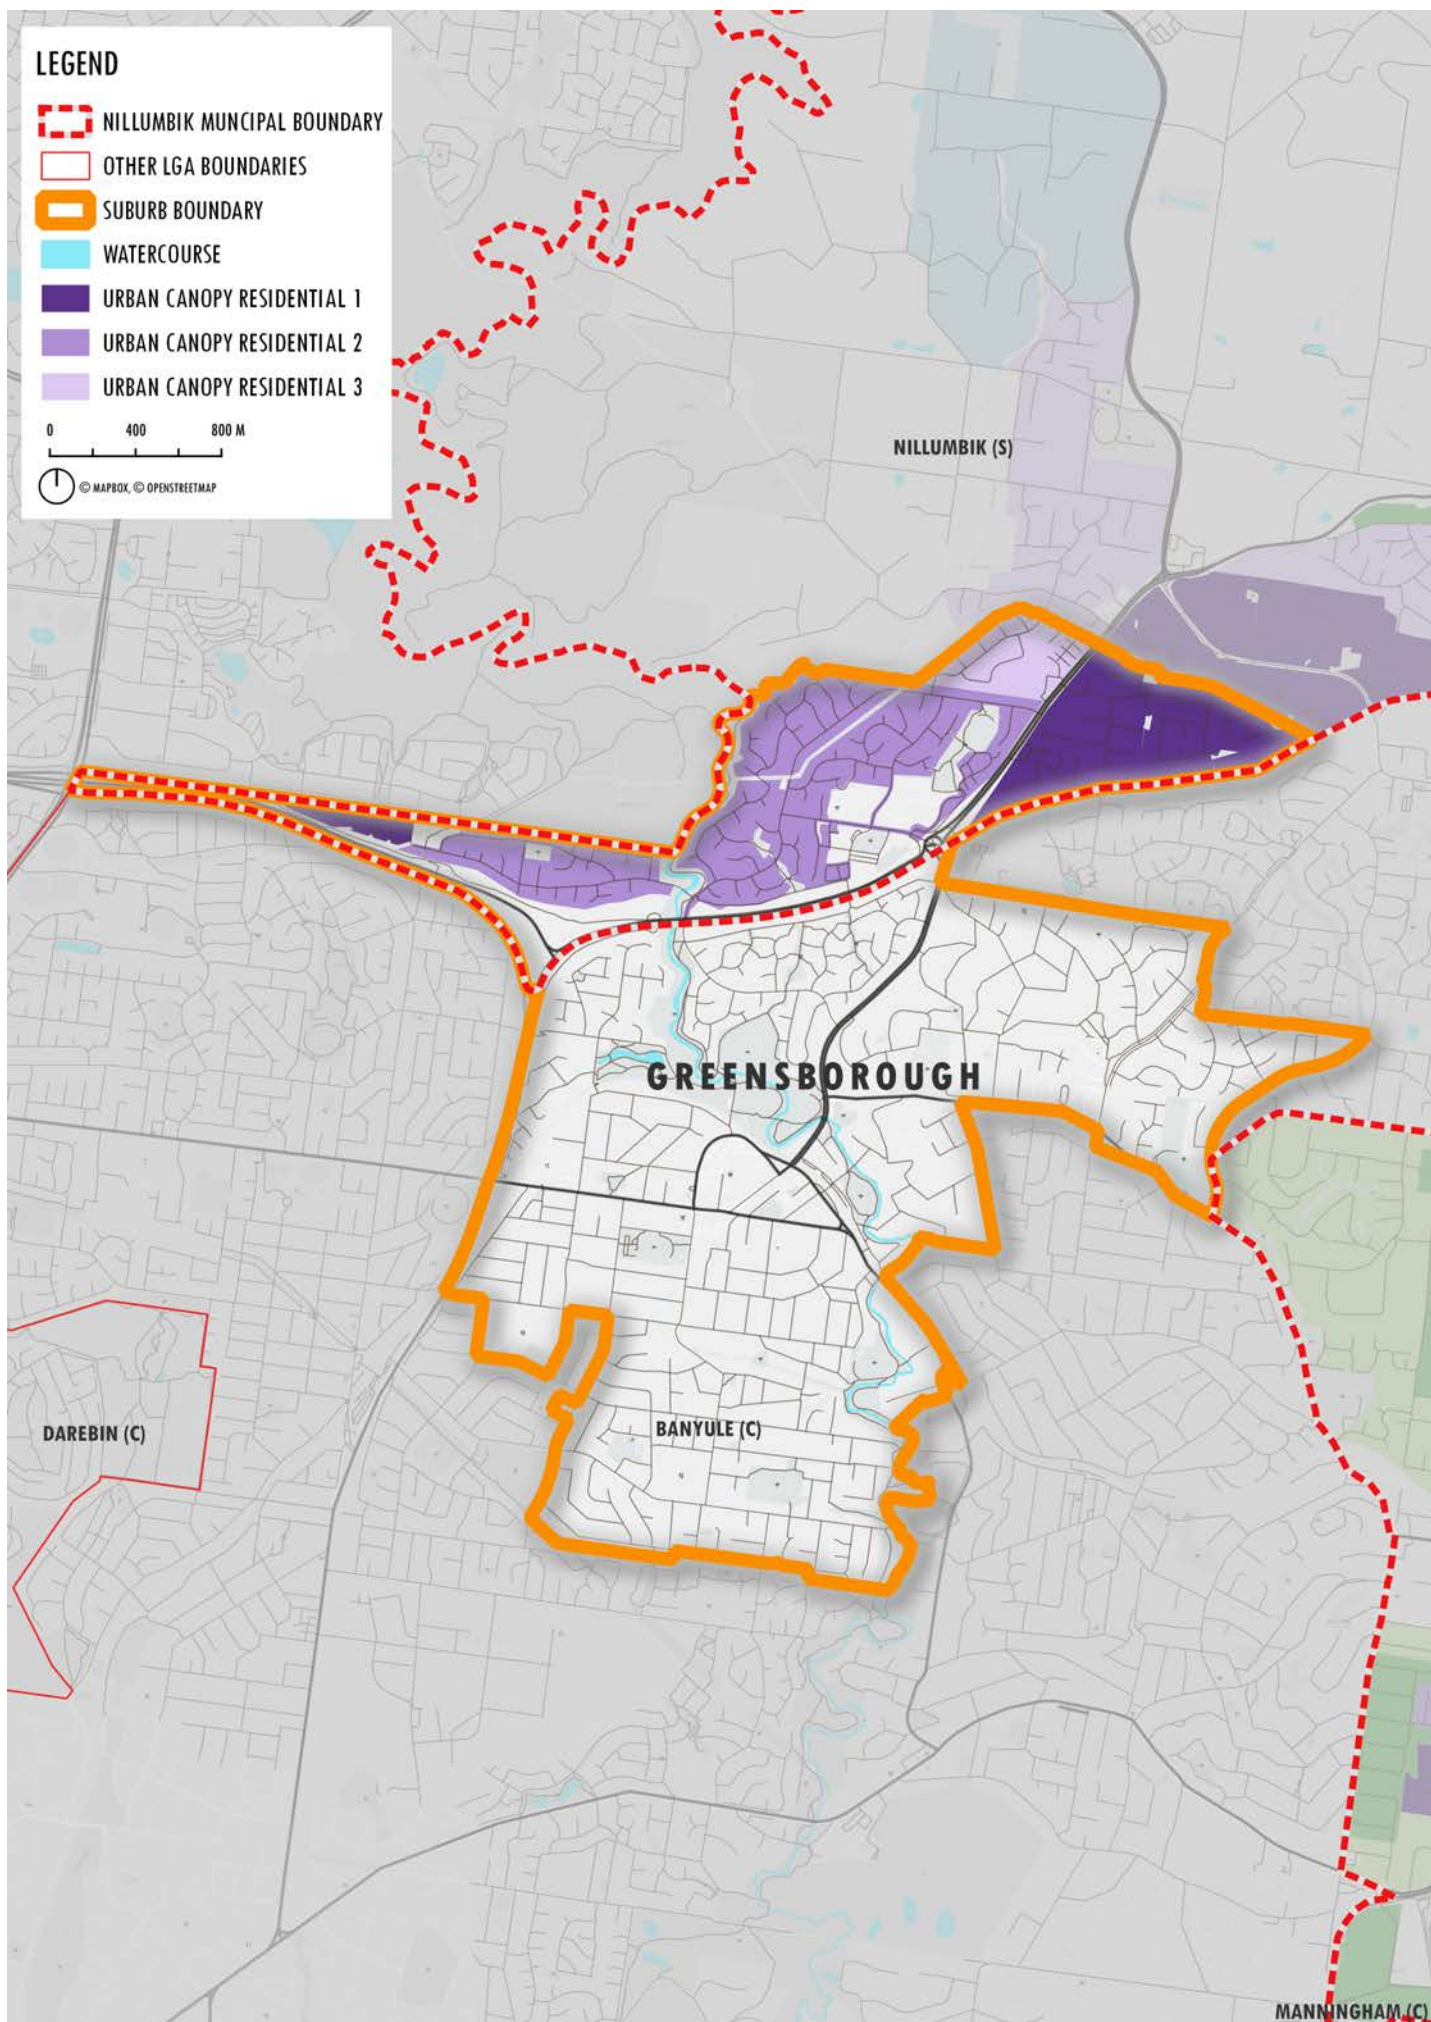 LEGEND
NILLUMBIK MUNCIPAL BOUNDARY
OTHER LGA BOUNDARIES
SUBURB BOUNDARY
WATERCOURSE
URBAN CANOPY RESIDENTIAL 1
URBAN CANOPY RESIDENTIAL 2
URBAN CANOPY RESIDENTIAL 3
0 400 800 M
© MAPBOX, © OPENSTREETMAP
NILLUMBIK (S)
GREENSBOROUGH
BANYULE (C)
DAREBIN (C)
MANNINGHAM (C)